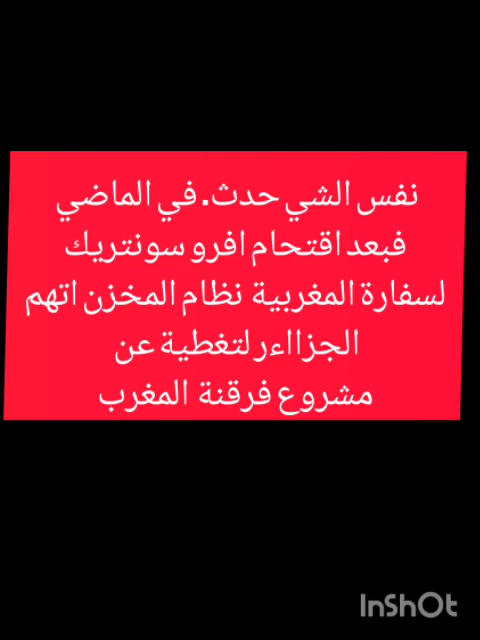 نفس الشي حدث. في الماضي
فبعد اقتحام افرو سونتريك
لسفارة المغربية نظام المخزن اتهم
الجزااءر لتغطية عن
مشروع فرقنة المغرب
InShOt